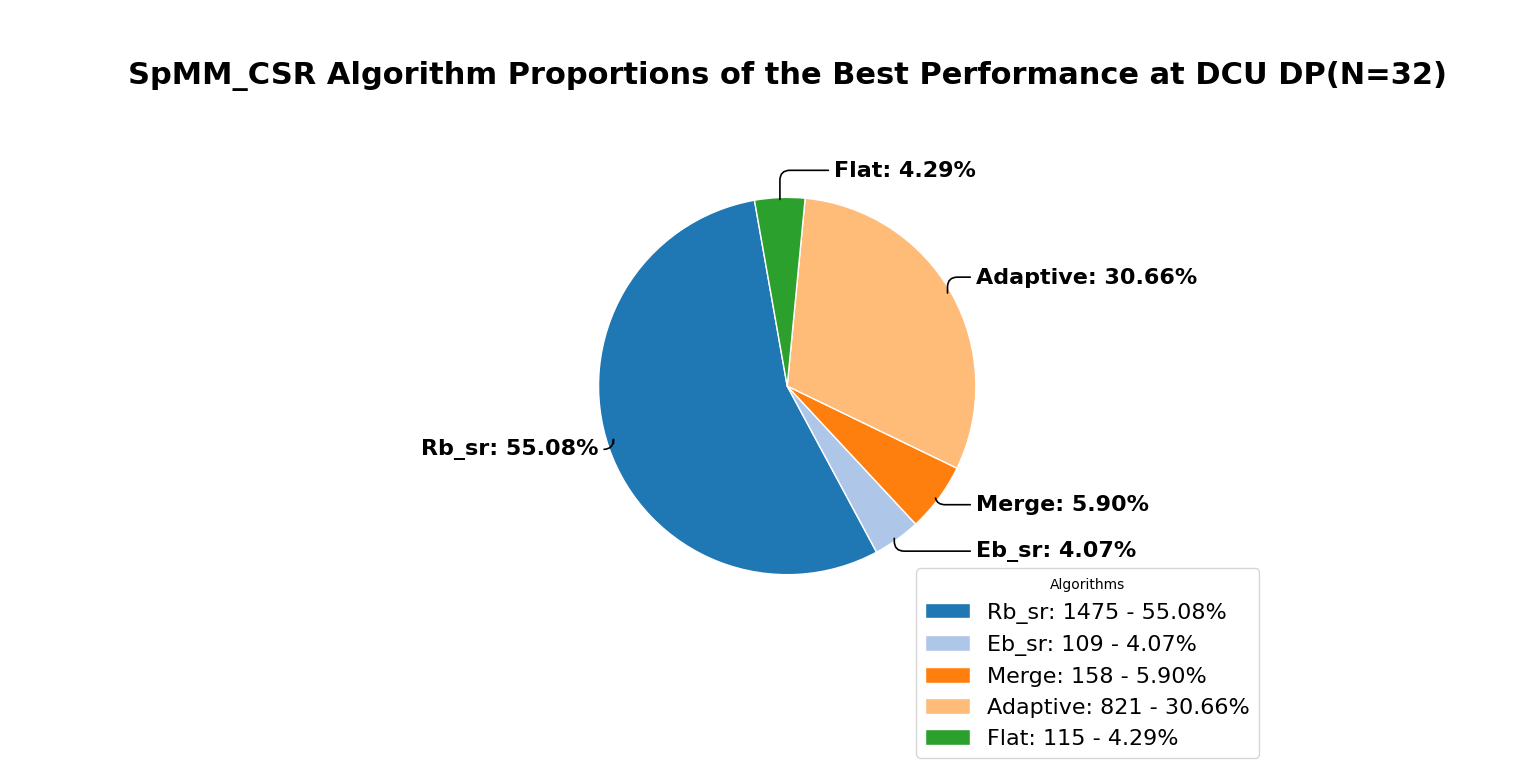 SpMM_CSR Algorithm Proportions of the Best Performance at DCU DP(N=32)
Flat: 4.29%
Adaptive: 30.66%
Rb_sr: 55.08%
Merge: 5.90%
Eb_sr: 4.07%
Algorithms
Rb_sr: 1475 - 55.08%
Eb_sr: 109 - 4.07%
Merge: 158 - 5.90%
Adaptive: 821 - 30.66%
Flat: 115 - 4.29%